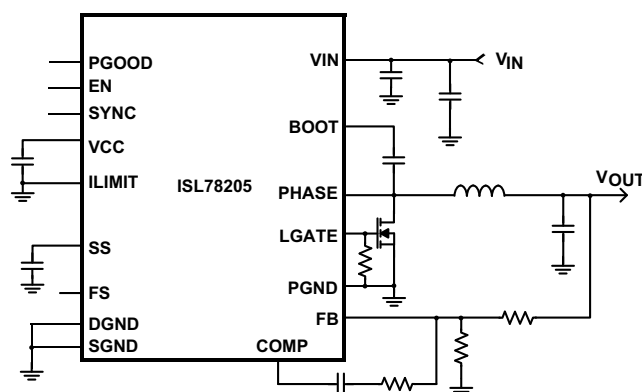 PGOOD
EN
SYNC
VCC
ILIMIT
SS
FS
DGND
SGND
ISL78205
COMP
VIN
BOOT
PHASE
LGATE
PGND
FB
VIN
VOUT